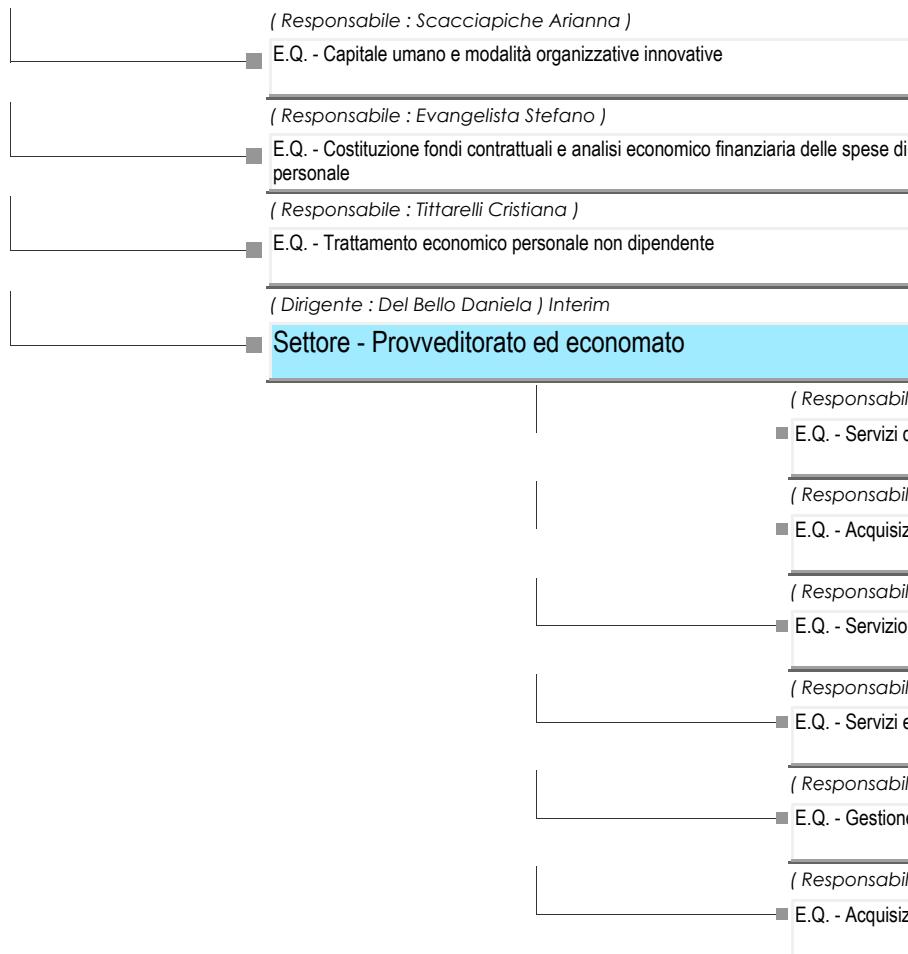 ( Responsabile : Scacciapiche Arianna )
E.Q. - Capitale umano e modalità organizzative innovative
( Responsabile : Evangelista Stefano )
E.Q. - Costituzione fondi contrattuali e analisi economico finanziaria delle spese di
personale
( Responsabile : Tittarelli Cristiana )
E.Q. - Trattamento economico personale non dipendente
( Dirigente : Del Bello Daniela ) Interim
Settore - Provveditorato ed economato
( Responsabil
E.Q. - Servizi
( Responsabil
E.Q. - Acquisiz
( Responsabil
E.Q. - Servizio
( Responsabil
E.Q. - Servizi e
( Responsabil
E.Q. - Gestione
( Responsabil
E.Q. - Acquisiz